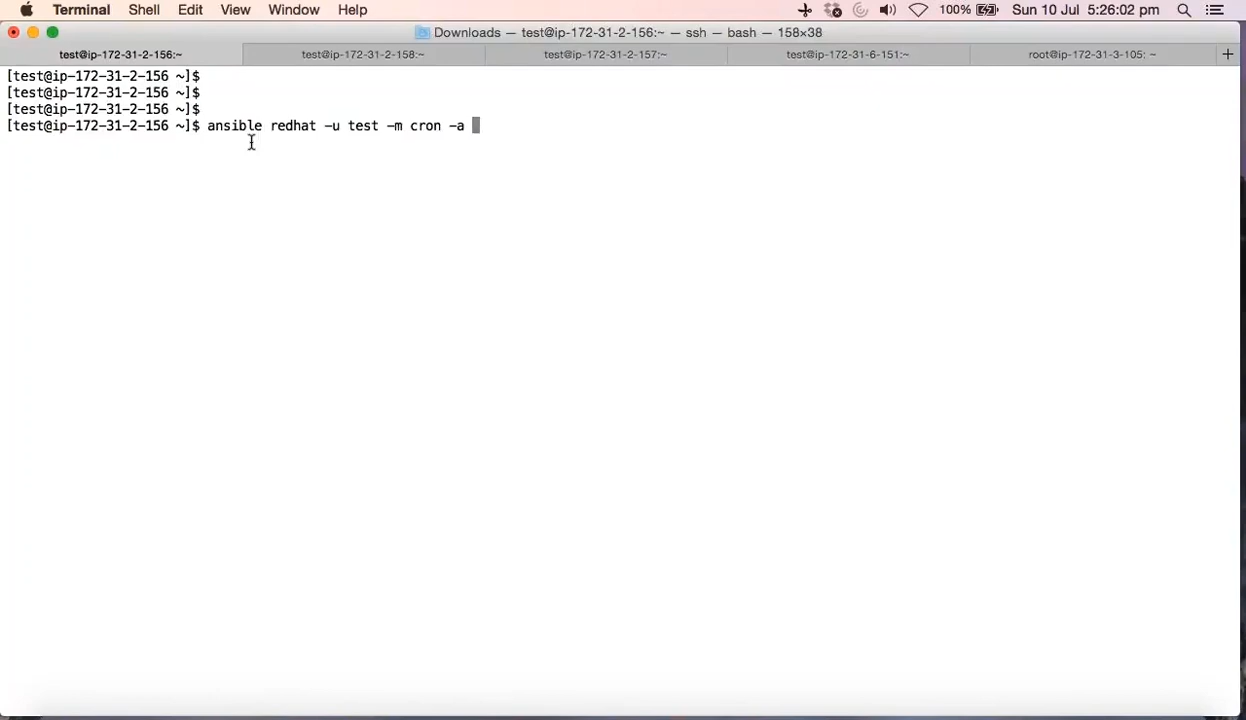 Terminal Shell Edit View Window Help 100% Sun 10 Jul 5:26:02 pm
Downloads — test@ip-172-31-2-156:~ — ssh — bash — 158×38
test@ip-172-31-2-156:~ test@ip-172-31-2-158:~ test@ip-172-31-2-157:~ test@ip-172-31-6-151:~ root@ip-172-31-3-105: ~ +
[test@ip-172-31-2-156 ~]$
[test@ip-172-31-2-156 ~]$
[test@ip-172-31-2-156 ~]$
[test@ip-172-31-2-156 ~]$ ansible redhat -u test -m cron -a